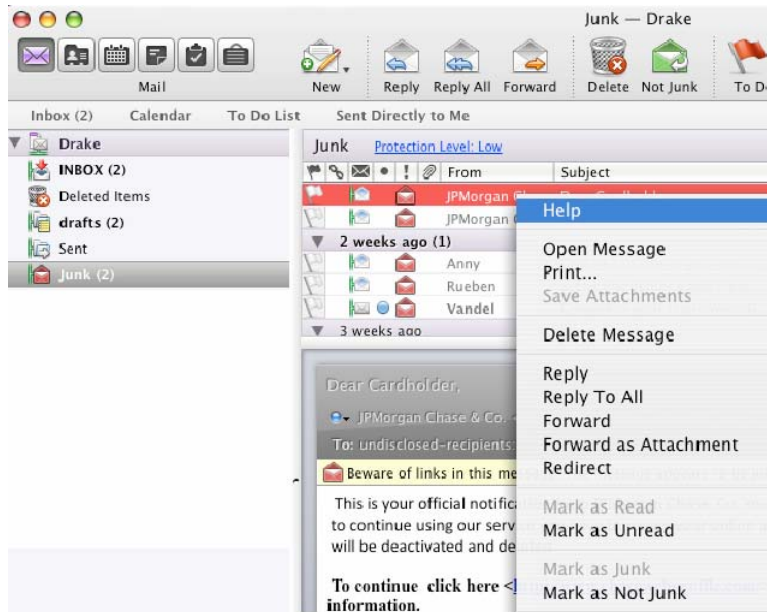 Junk — Drake
Mail
New Reply Reply All Forward Delete Not Junk To D
Inbox (2) Calendar To Do List Sent Directly to Me
Drake
INBOX (2)
Deleted Items
drafts (2)
Sent
Junk (2)
Junk Protection Level: Low
! From Subject
JPMorgan
JPMorgan
2 weeks ago (1)
Anny
Rueben
Vandel
3 weeks ago
Help
Open Message
Print...
Save Attachments
Delete Message
Reply
Reply To All
Forward
Forward as Attachment
Redirect
Mark as Read
Mark as Unread
Mark as Junk
Mark as Not Junk
Dear Cardholder,
JPMorgan Chase & Co.
To: undisclosed-recipients:
Beware of links in this me
This is your official notifica
to continue using our serv
will be deactivated and de
To continue click here <
information.